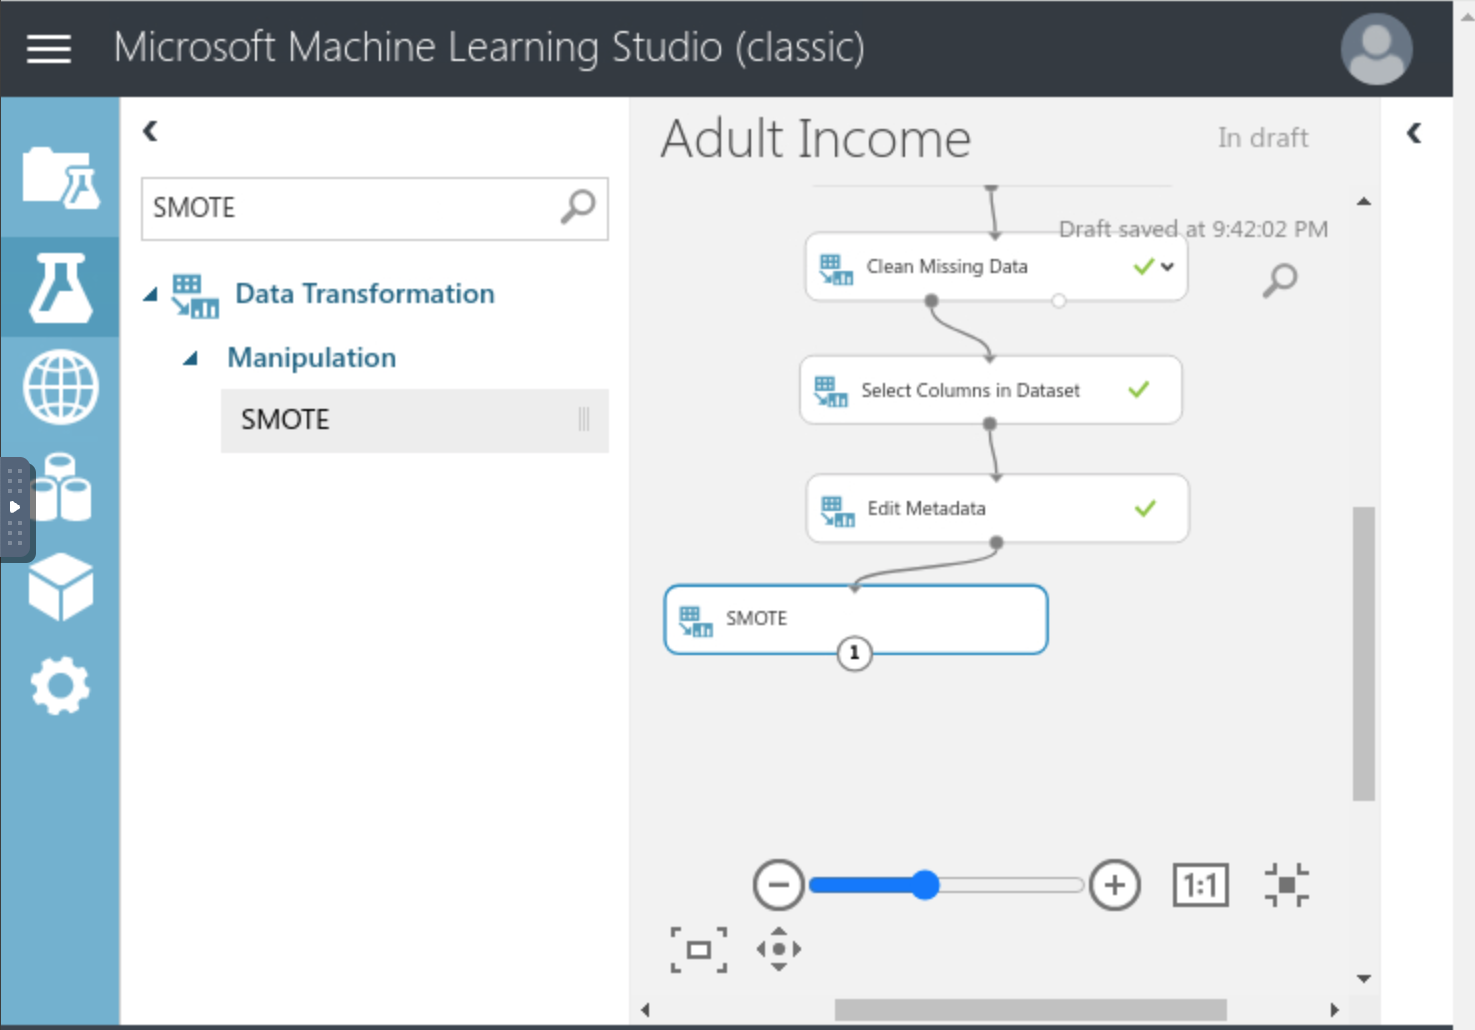 Microsoft Machine Learning Studio (classic)
SMOTE
Data Transformation
Manipulation
SMOTE
Adult Income
In draft
Draft saved at 9:42:02 PM
Clean Missing Data
Select Columns in Dataset
Edit Metadata
SMOTE
1
1:1